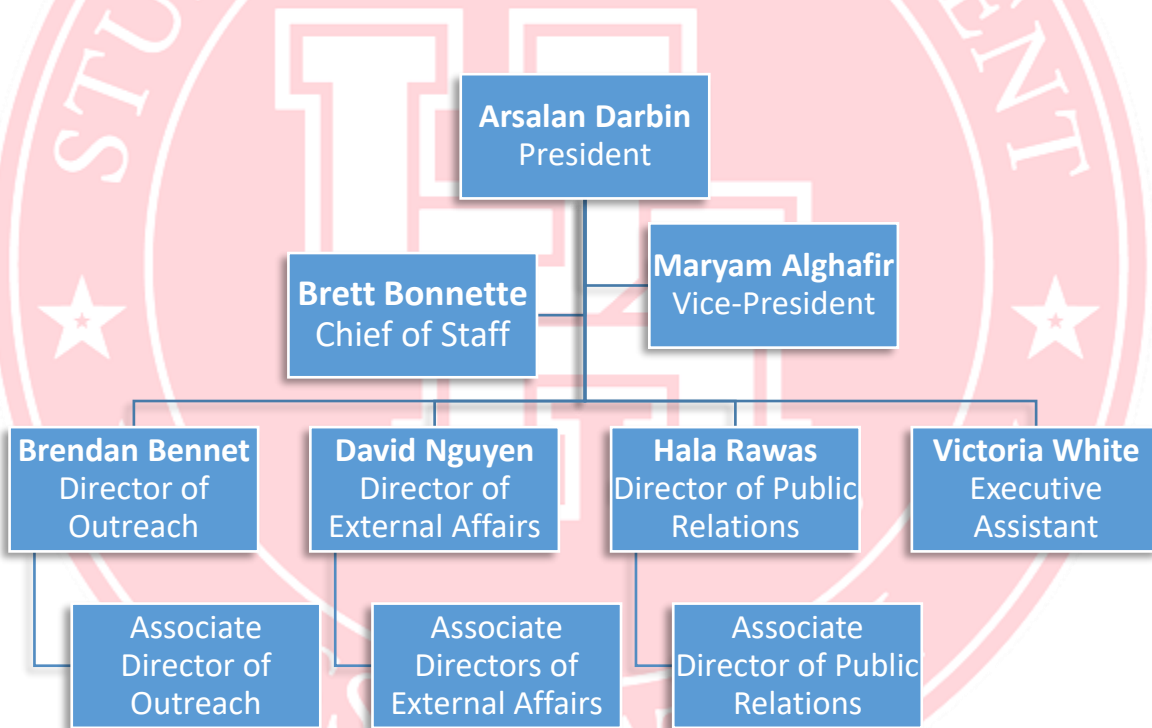 Arsalan Darbin
President
Maryam Alghafir
Vice-President
Brett Bonnette
Chief of Staff
Brendan Bennet
Director of
Outreach
David Nguyen
Director of
External Affairs
Hala Rawas
Director of Public
Relations
Victoria White
Executive
Assistant
Associate
Director of
Outreach
Associate
Directors of
External Affairs
Associate
Director of Public
Relations